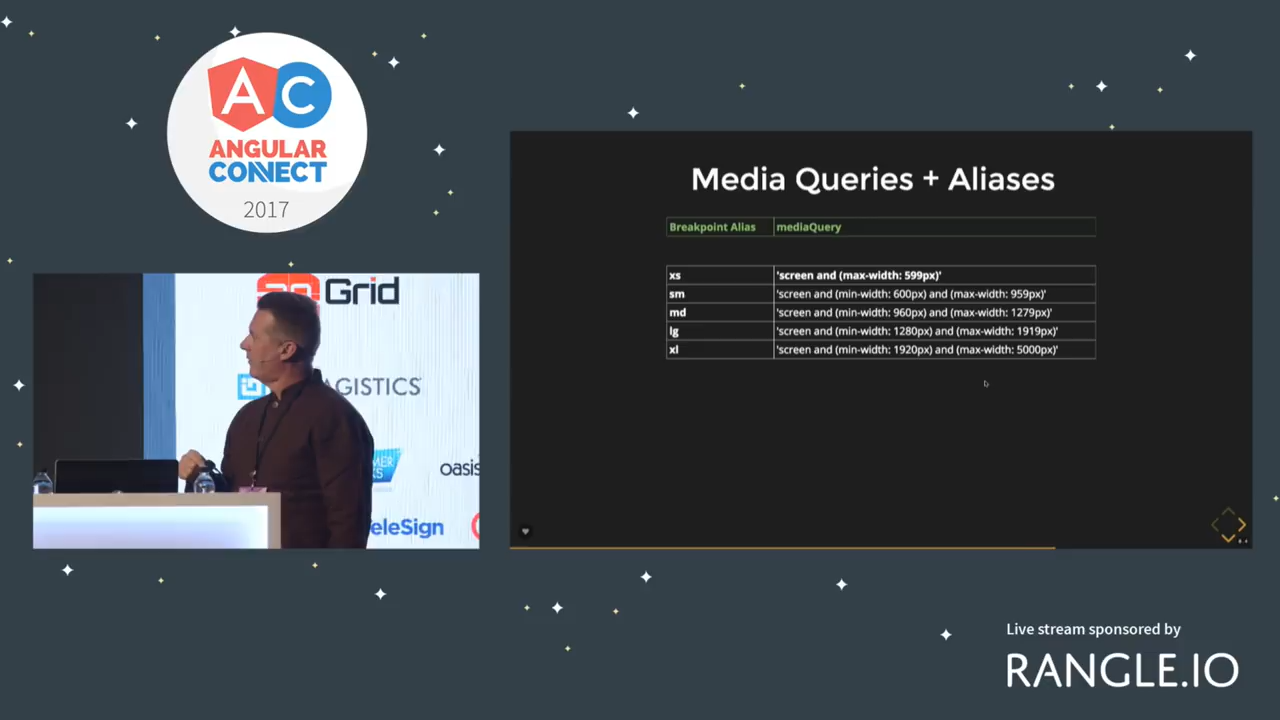 AC
ANGULAR
CONNECT
2017
Grid
AGISTICS
oasis
eleSign
Media Queries + Aliases
Breakpoint Alias mediaQuery
xs 'screen and (max-width: 599px)'
sm 'screen and (min-width: 600px) and (max-width: 959px)'
md 'screen and (min-width: 960px) and (max-width: 1279px)'
lg 'screen and (min-width: 1280px) and (max-width: 1919px)'
xl 'screen and (min-width: 1920px) and (max-width: 5000px)'
Live stream sponsored by
RANGLE.IO